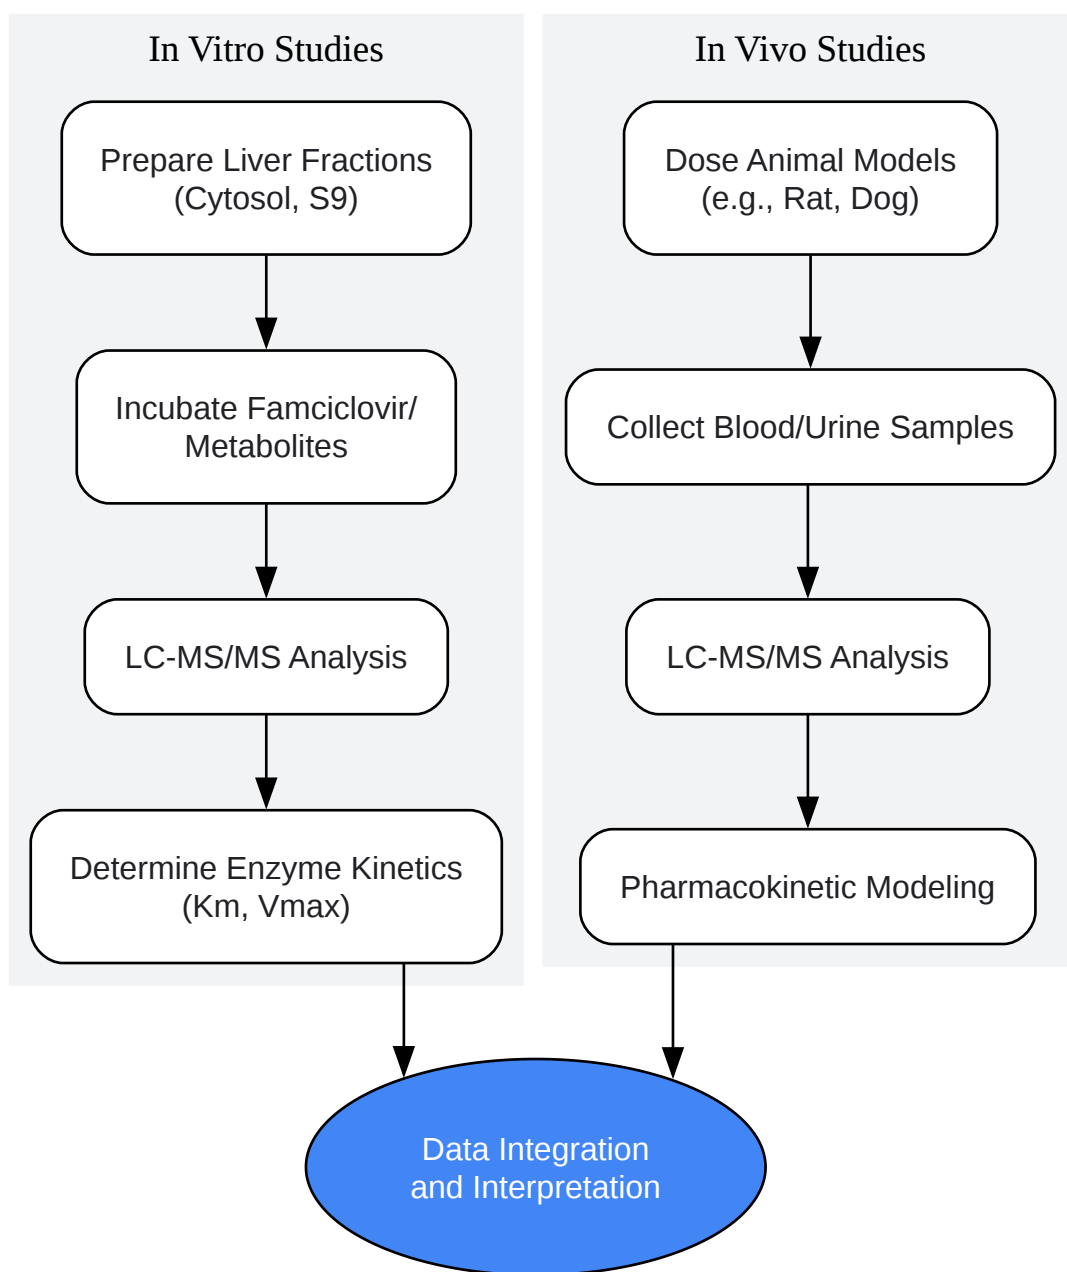 In Vitro Studies
Prepare Liver Fractions
(Cytosol, S9)
Incubate Famciclovir/
Metabolites
LC-MS/MS Analysis
Determine Enzyme Kinetics
(Km, Vmax)
In Vivo Studies
Dose Animal Models
(e.g., Rat, Dog)
Collect Blood/Urine Samples
LC-MS/MS Analysis
Pharmacokinetic Modeling
Data Integration
and Interpretation